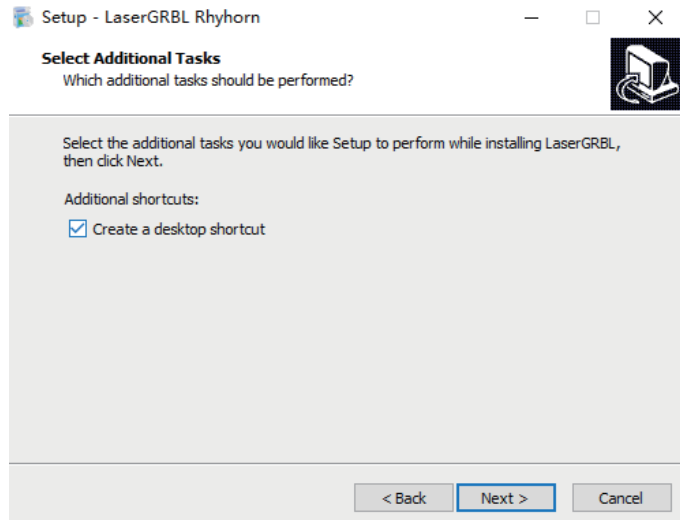 Setup - LaserGRBL Rhyhorn
Select Additional Tasks
Which additional tasks should be performed?
Select the additional tasks you would like Setup to perform while installing LaserGRBL,
then click Next.
Additional shortcuts:
Create a desktop shortcut
< Back Next > Cancel